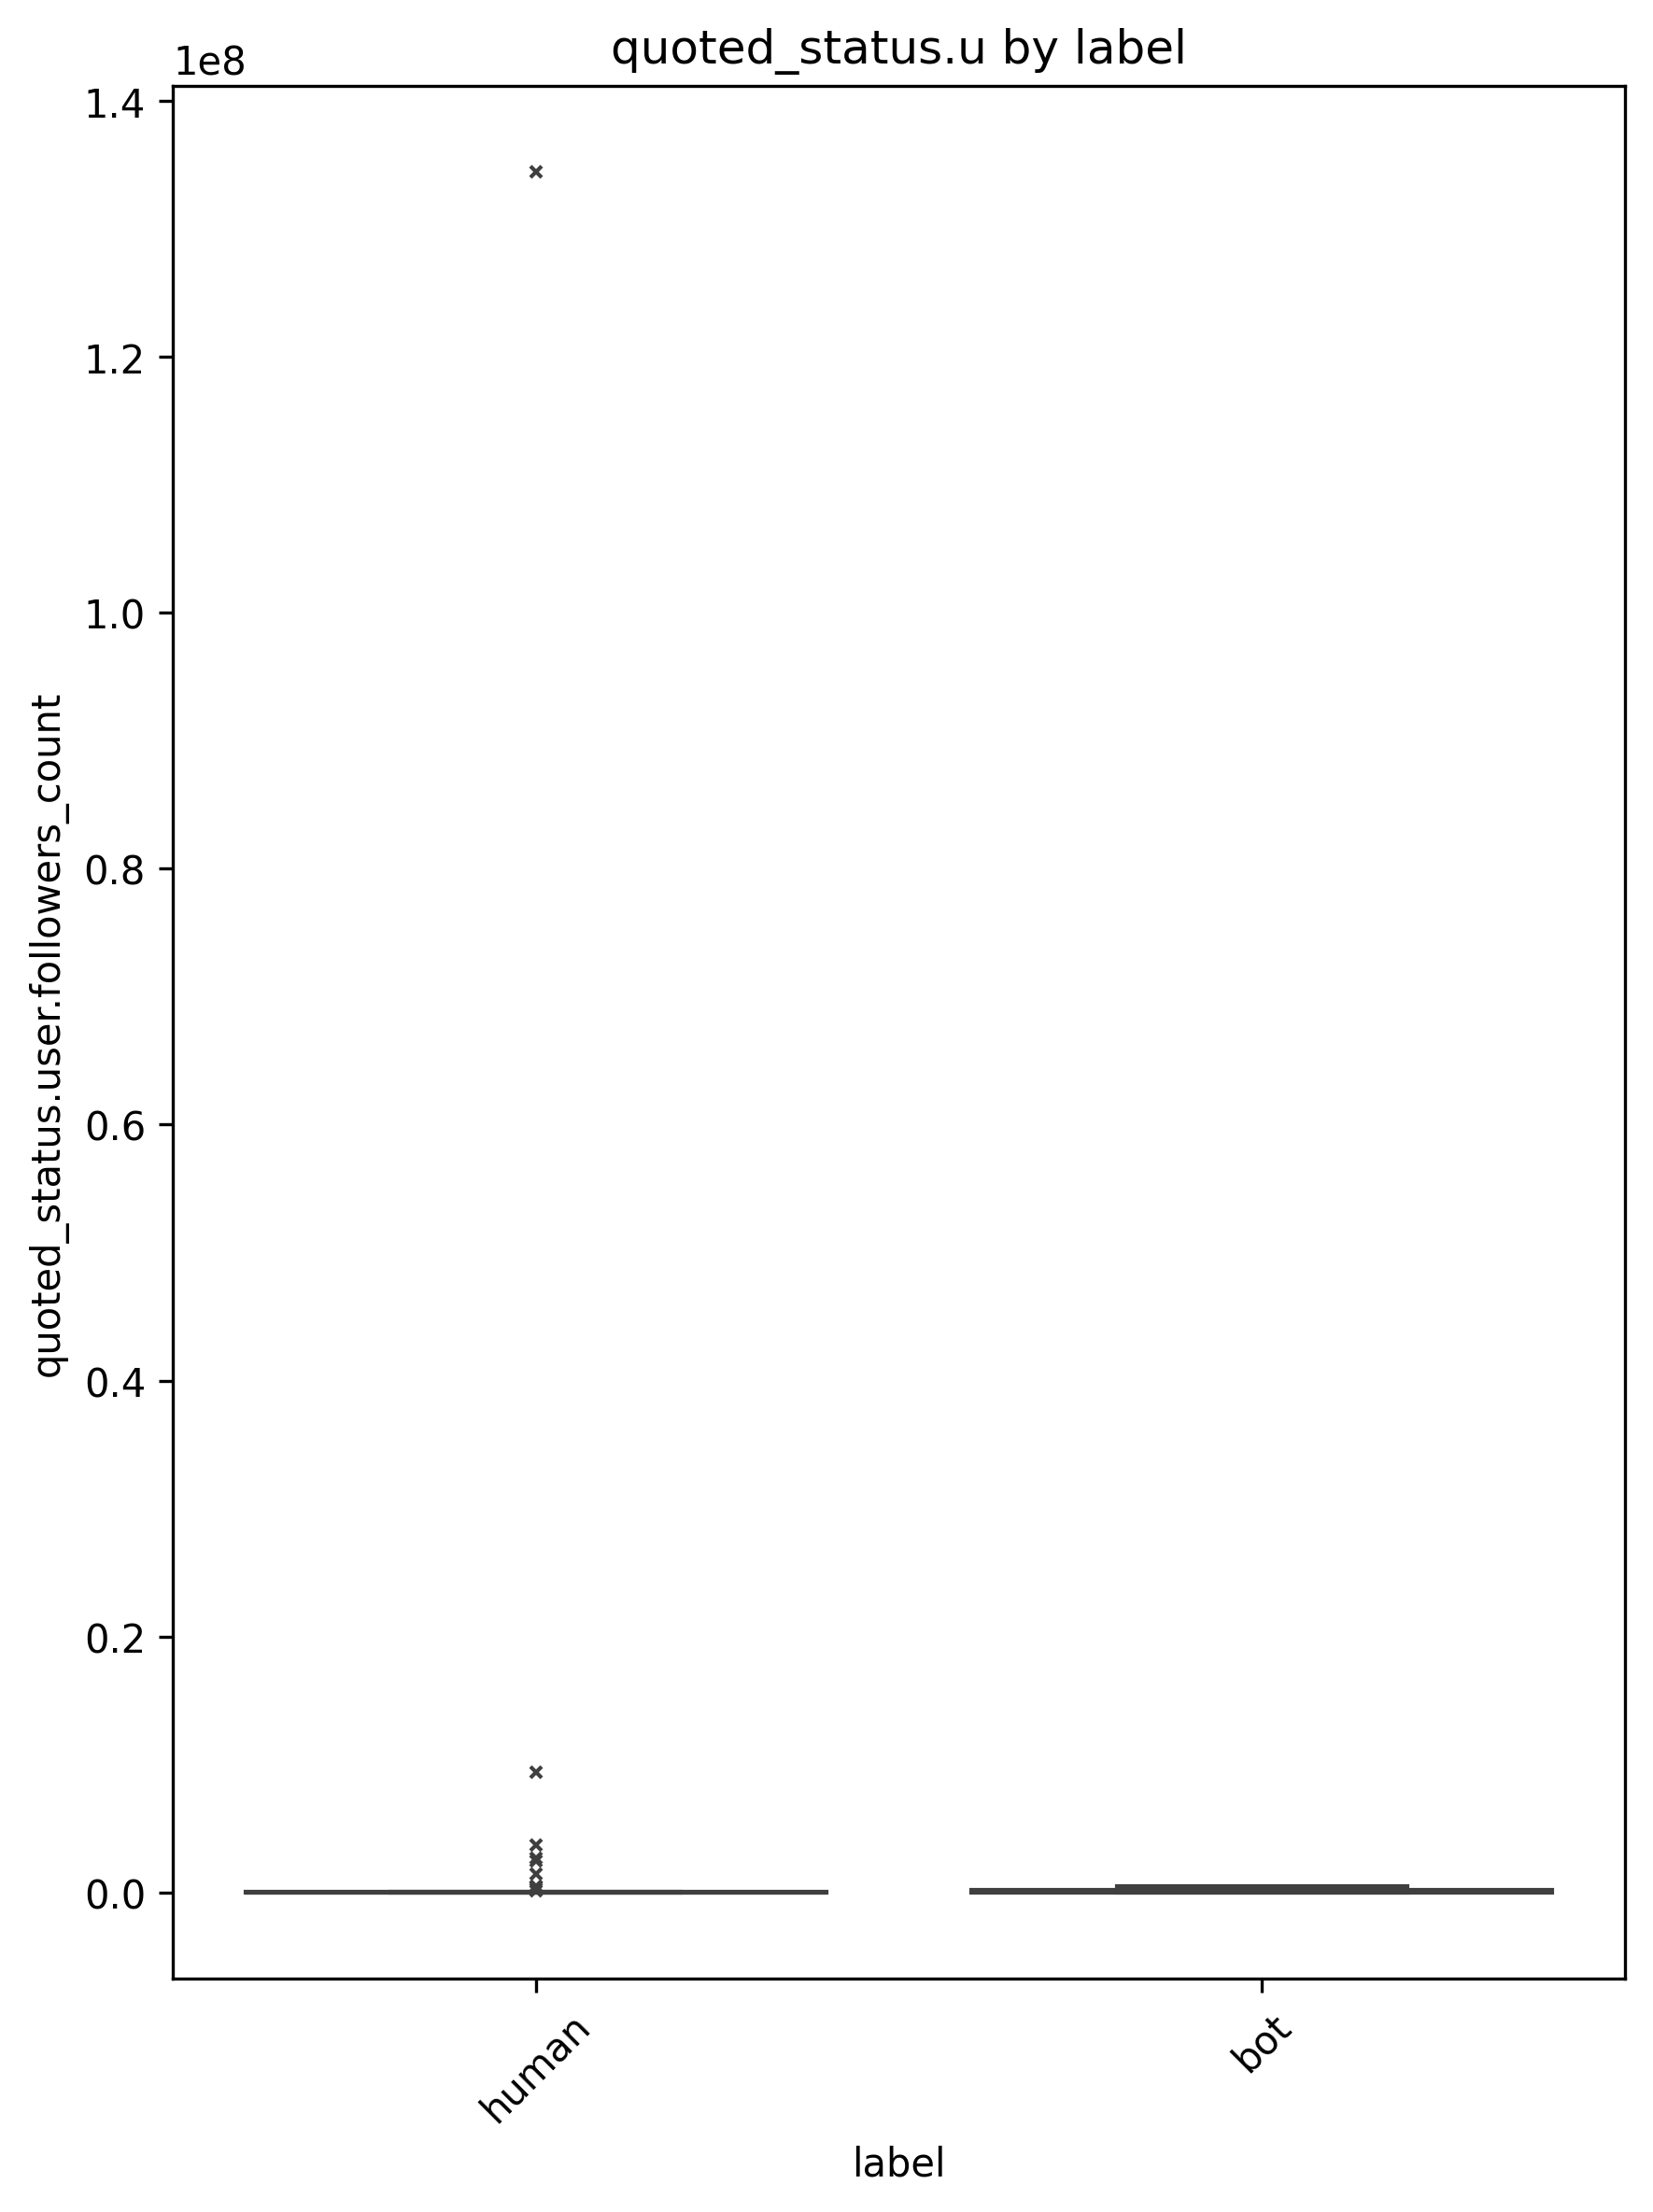 quoted_status.u by label
1e8
1.4
1.2
1.0
0.8
0.6
0.4
0.2
0.0
quoted_status.user.followers_count
human
bot
label